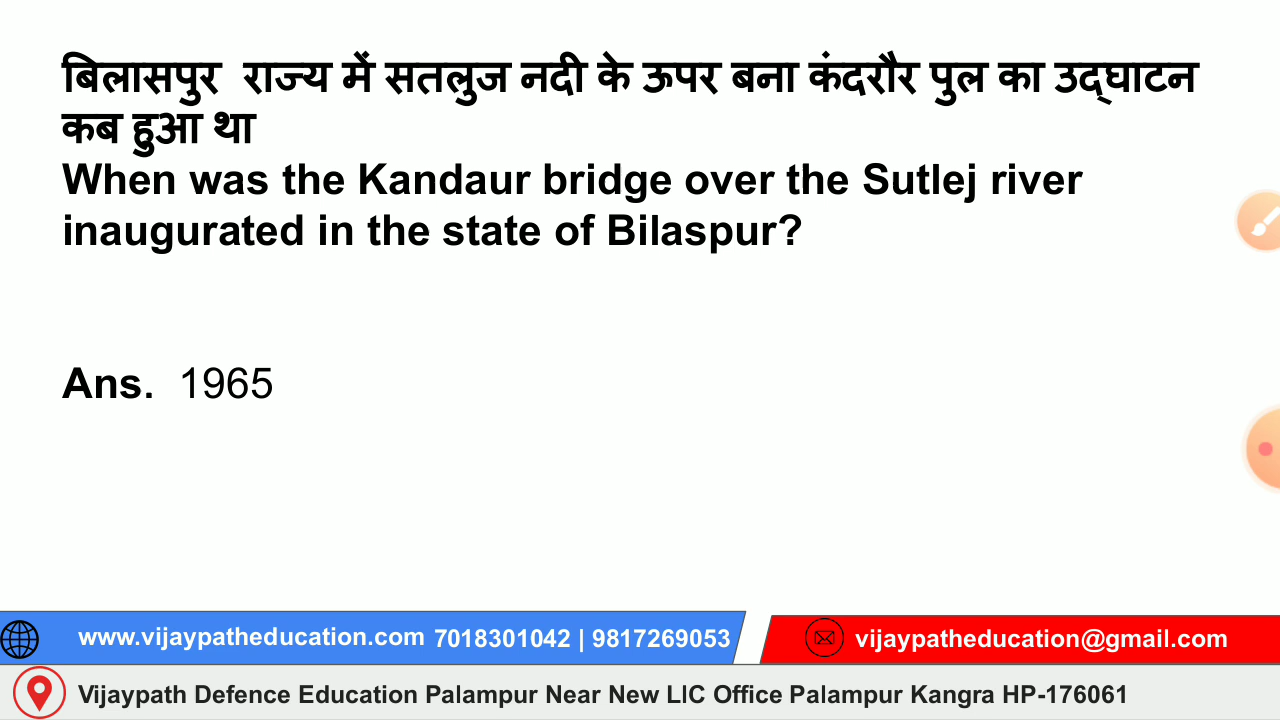 बिलासपुर राज्य में सतलुज नदी के ऊपर बना कंदरौर पुल का उद्घाटन
कब हुआ था
When was the Kandaur bridge over the Sutlej river
inaugurated in the state of Bilaspur?
Ans. 1965
www.vijaypatheducation.com 7018301042 | 9817269053
vijaypatheducation@gmail.com
Vijaypath Defence Education Palampur Near New LIC Office Palampur Kangra HP-176061